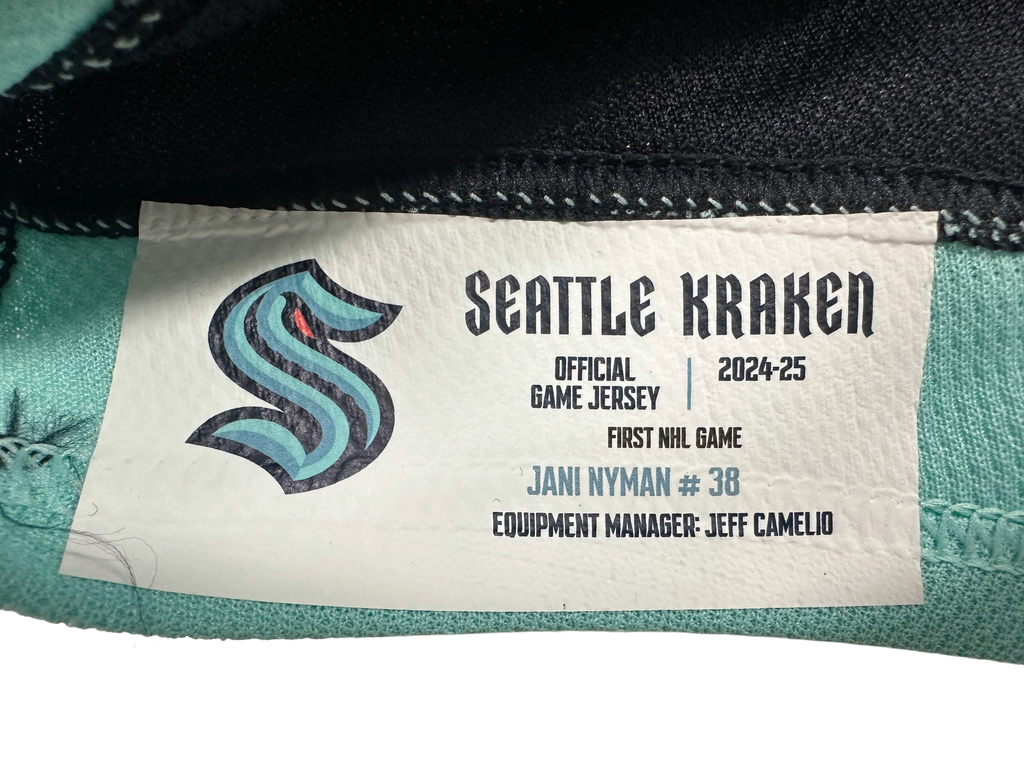 SEATTLE KRAKEN
OFFICIAL
GAME JERSEY
2024-25
FIRST NHL GAME
JANI NYMAN # 38
EQUIPMENT MANAGER: JEFF CAMELIO